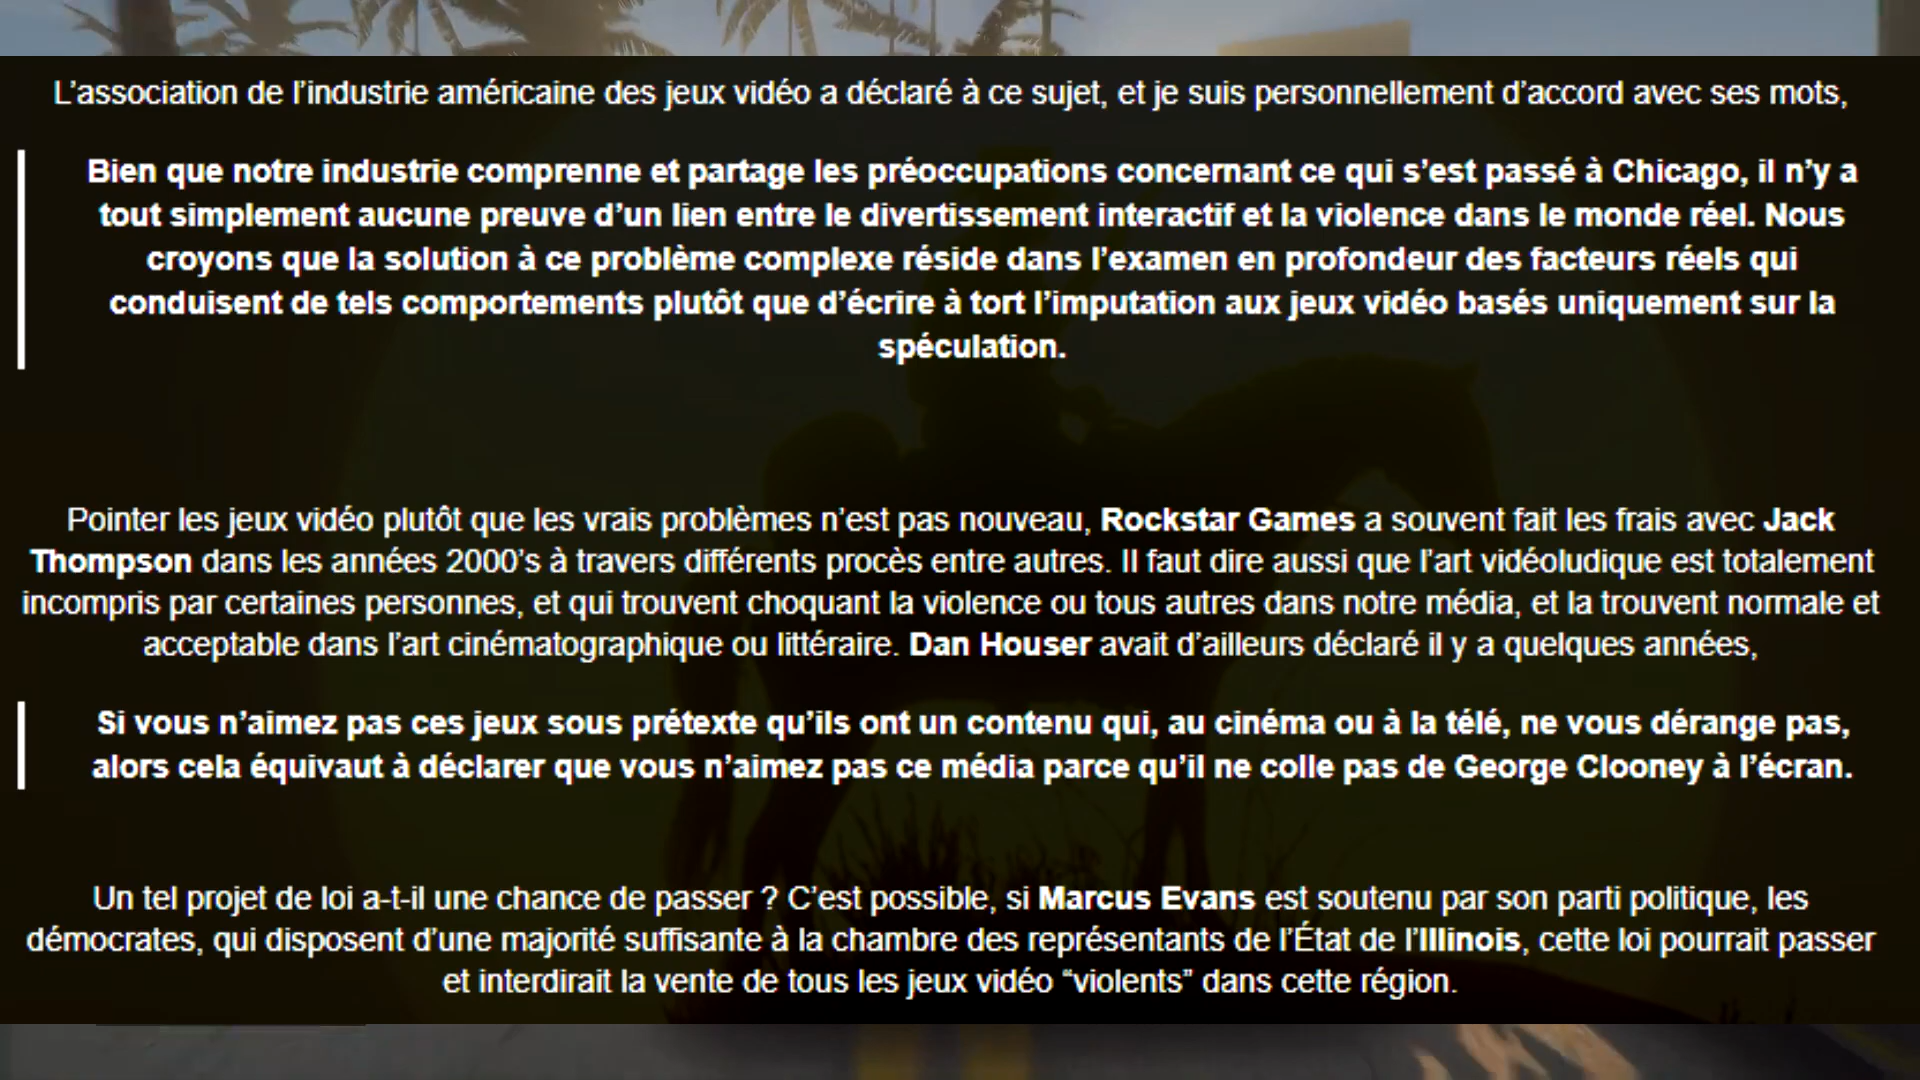 L’association de l’industrie américaine des jeux vidéo a déclaré à ce sujet, et je suis personnellement d’accord avec ses mots,
Bien que notre industrie comprenne et partage les préoccupations concernant ce qui s’est passé à Chicago, il n’y a
tout simplement aucune preuve d’un lien entre le divertissement interactif et la violence dans le monde réel. Nous
croyons que la solution à ce problème complexe réside dans l’examen en profondeur des facteurs réels qui
conduisent de tels comportements plutôt que d’écrire à tort l’imputation aux jeux vidéo basés uniquement sur la
spéculation.
Pointer les jeux vidéo plutôt que les vrais problèmes n’est pas nouveau, Rockstar Games a souvent fait les frais avec Jack
Thompson dans les années 2000’s à travers différents procès entre autres. Il faut dire aussi que l’art vidéoludique est totalement
incompris par certaines personnes, et qui trouvent choquant la violence ou tous autres dans notre média, et la trouvent normale et
acceptable dans l’art cinématographique ou littéraire. Dan Houser avait d’ailleurs déclaré il y a quelques années,
Si vous n’aimez pas ces jeux sous prétexte qu’ils ont un contenu qui, au cinéma ou à la télé, ne vous dérange pas,
alors cela équivaut à déclarer que vous n’aimez pas ce média parce qu’il ne colle pas de George Clooney à l’écran.
Un tel projet de loi a-t-il une chance de passer ? C’est possible, si Marcus Evans est soutenu par son parti politique, les
démocrates, qui disposent d’une majorité suffisante à la chambre des représentants de l’État de l’Illinois, cette loi pourrait passer
et interdirait la vente de tous les jeux vidéo “violents” dans cette région.